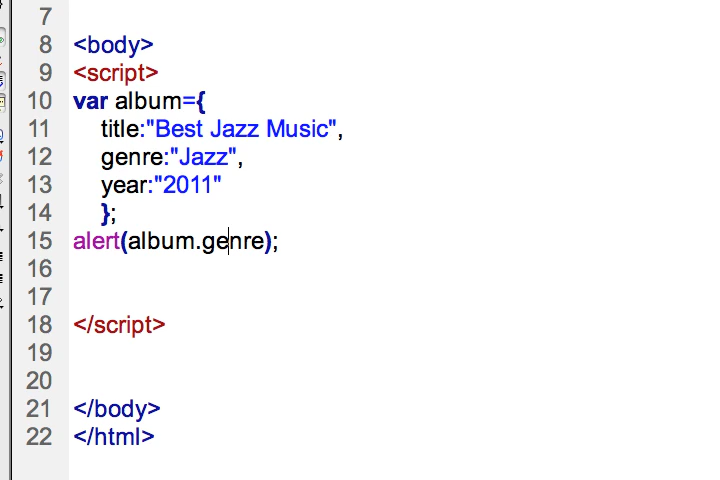 7
8 <body>
9 <script>
10 var album={
11 title:"Best Jazz Music",
12 genre:"Jazz",
13 year:"2011"
14 };
15 alert(album.genre);
16
17
18 </script>
19
20
21 </body>
22 </html>